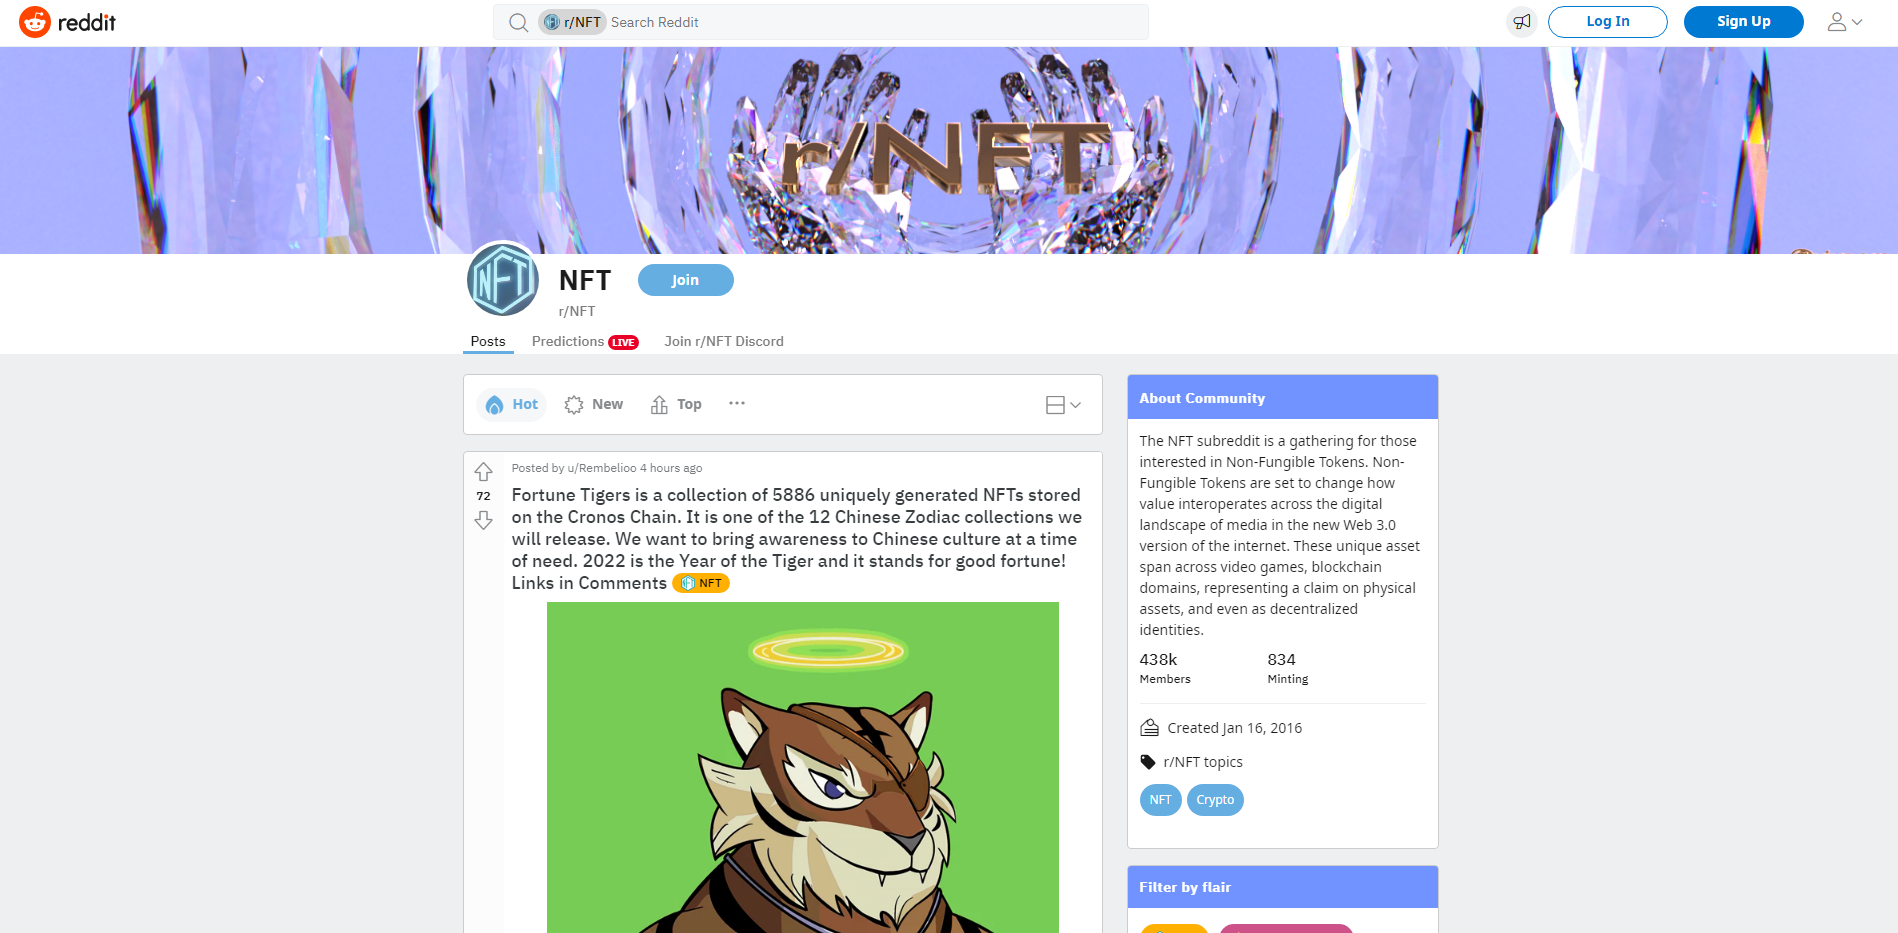 reddit
r/NFT Search Reddit
Log In
Sign Up
r/NFT
NFT
NFT
Join
r/NFT
Posts
Predictions LIVE
Join r/NFT Discord
Hot
New
Top
Posted by u/Rembelioo 4 hours ago
72
Fortune Tigers is a collection of 5886 uniquely generated NFTs stored
on the Cronos Chain. It is one of the 12 Chinese Zodiac collections we
will release. We want to bring awareness to Chinese culture at a time
of need. 2022 is the Year of the Tiger and it stands for good fortune!
Links in Comments NFT
About Community
The NFT subreddit is a gathering for those
interested in Non-Fungible Tokens. Non-
Fungible Tokens are set to change how
value interoperates across the digital
landscape of media in the new Web 3.0
version of the internet. These unique asset
span across video games, blockchain
domains, representing a claim on physical
assets, and even as decentralized
identities.
438k
Members
834
Minting
Created Jan 16, 2016
r/NFT topics
NFT
Crypto
Filter by flair